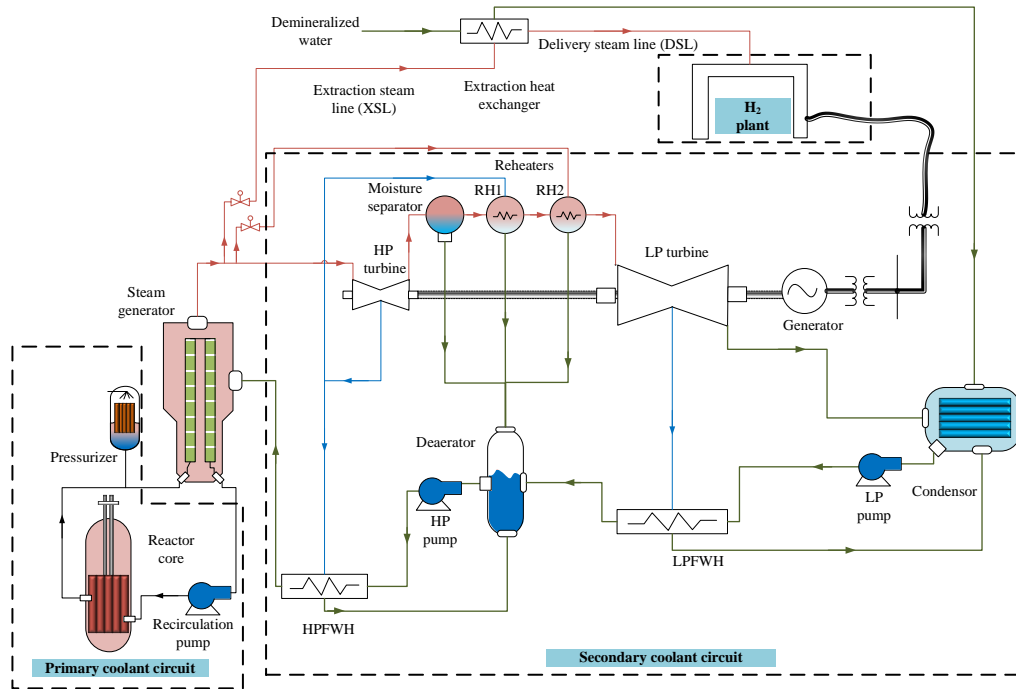 Demineralized
water
Delivery steam line (DSL)
Extraction steam
line (XSL)
Extraction heat
exchanger
H2
plant
Reheaters
Moisture
separator
RH1
RH2
HP
turbine
LP turbine
Steam
generator
Generator
Pressurizer
Deaerator
HP
pump
LP
pump
Condensor
LPFWH
Reactor
core
Recirculation
pump
HPFWH
Primary coolant circuit
Secondary coolant circuit